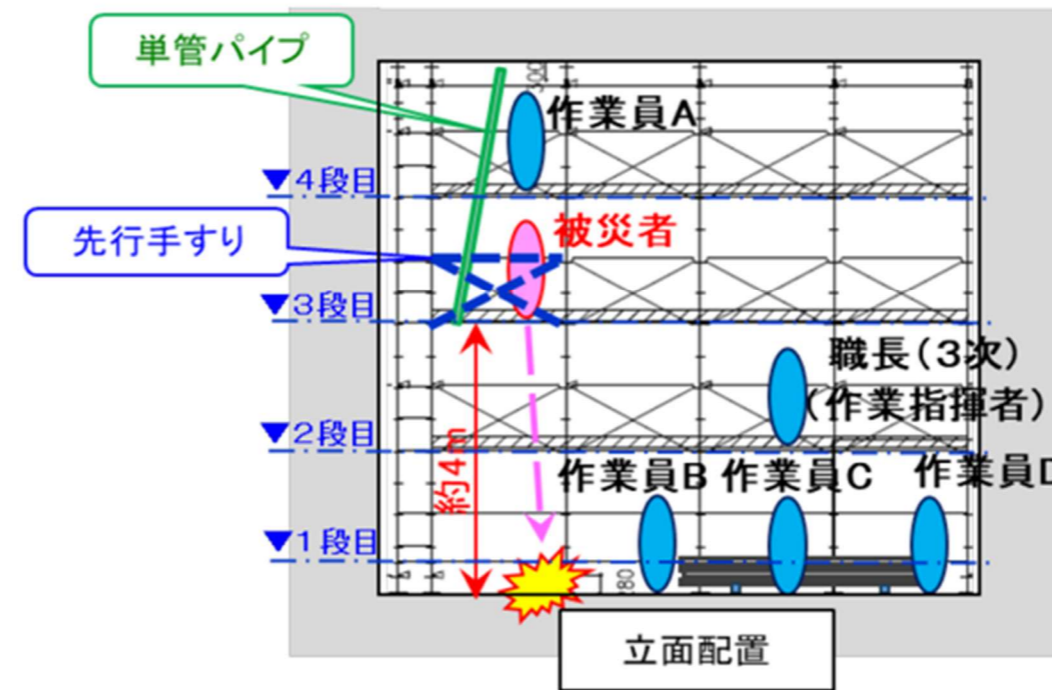 単管パイプ
300
作業員A
▼4段目
先行手すり
被災者
▼3段目
職長(3次)
(作業指揮者)
▼2段目
約4m
作業員B
作業員C
作業員D
▼1段目
280
立面配置